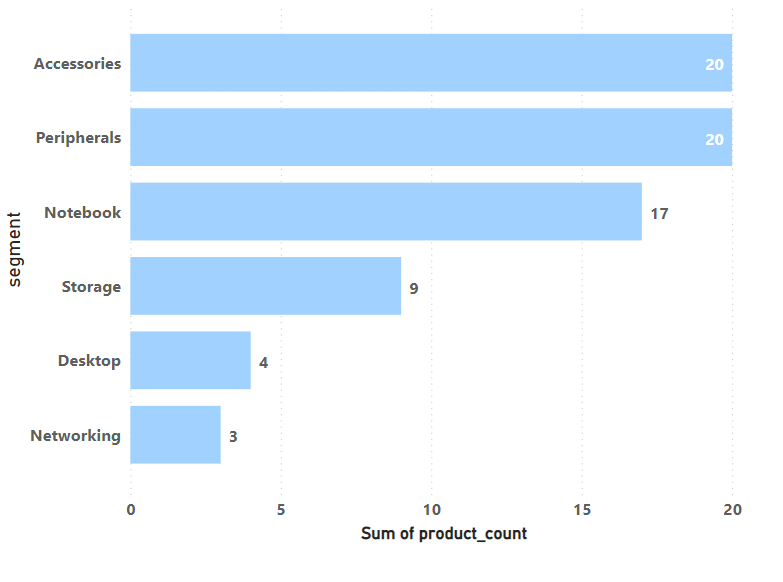 Accessories
20
Peripherals
20
Notebook
17
Storage
9
Desktop
4
Networking
3
segment
0 5 10 15 20
Sum of product_count